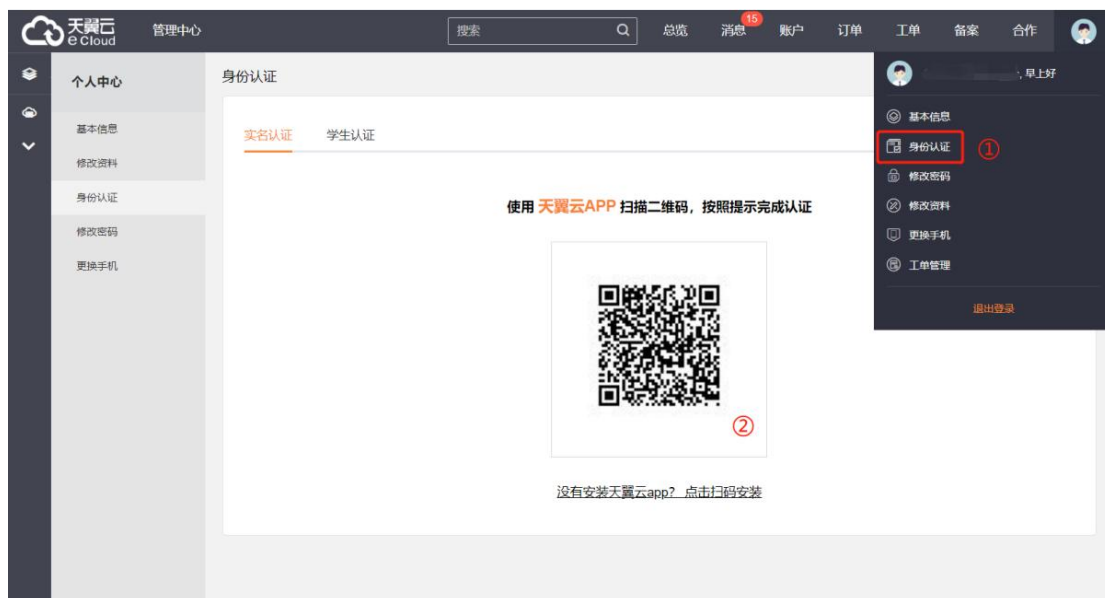 天翼云
e Cloud
管理中心
搜索
总览
消息
15
账户
订单
工单
备案
合作
个人中心
基本信息
修改资料
身份认证
修改密码
更换手机
身份认证
实名认证
学生认证
使用 天翼云APP 扫描二维码，按照提示完成认证
②
没有安装天翼云app？点击扫码安装
，早上好
基本信息
身份认证
①
修改密码
修改资料
更换手机
工单管理
退出登录